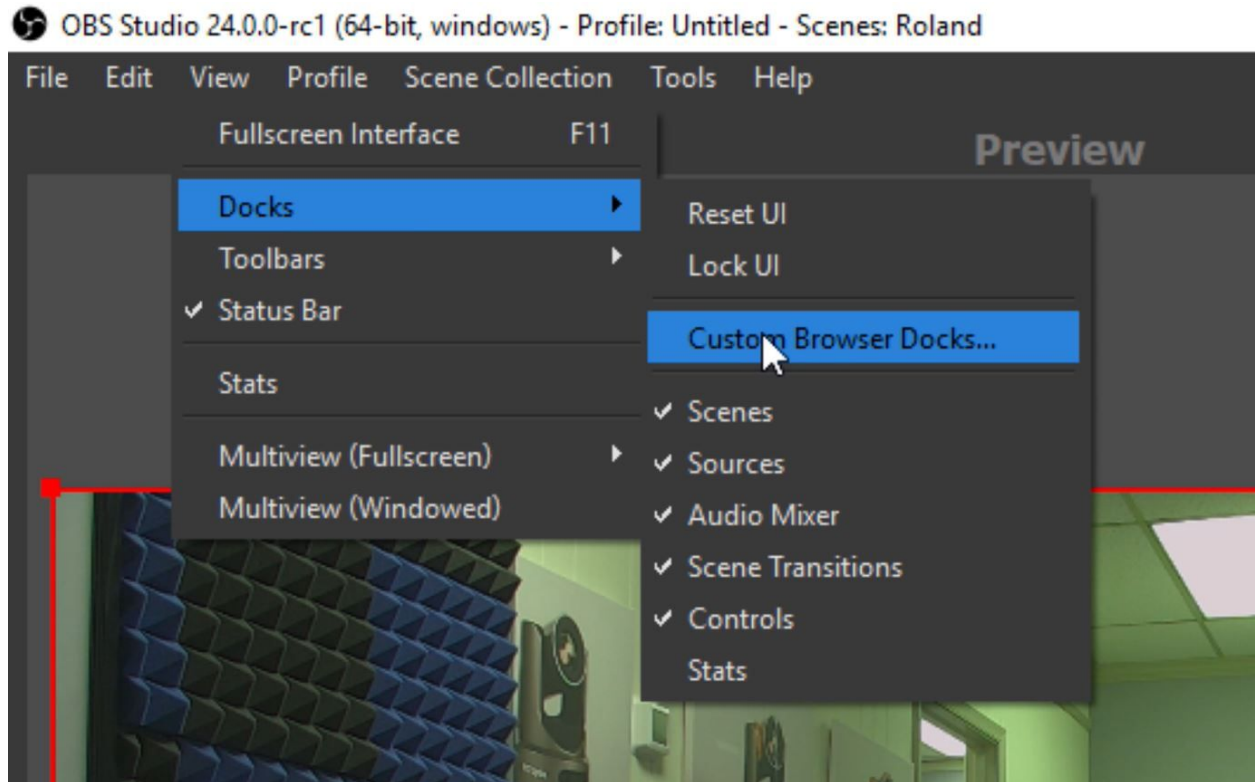 OBS Studio 24.0.0-rc1 (64-bit, windows) - Profile: Untitled - Scenes: Roland
File Edit View Profile Scene Collection Tools Help
Fullscreen Interface F11
Preview
Docks
Toolbars
Status Bar
Stats
Multiview (Fullscreen)
Multiview (Windowed)
Reset UI
Lock UI
Custom Browser Docks...
Scenes
Sources
Audio Mixer
Scene Transitions
Controls
Stats